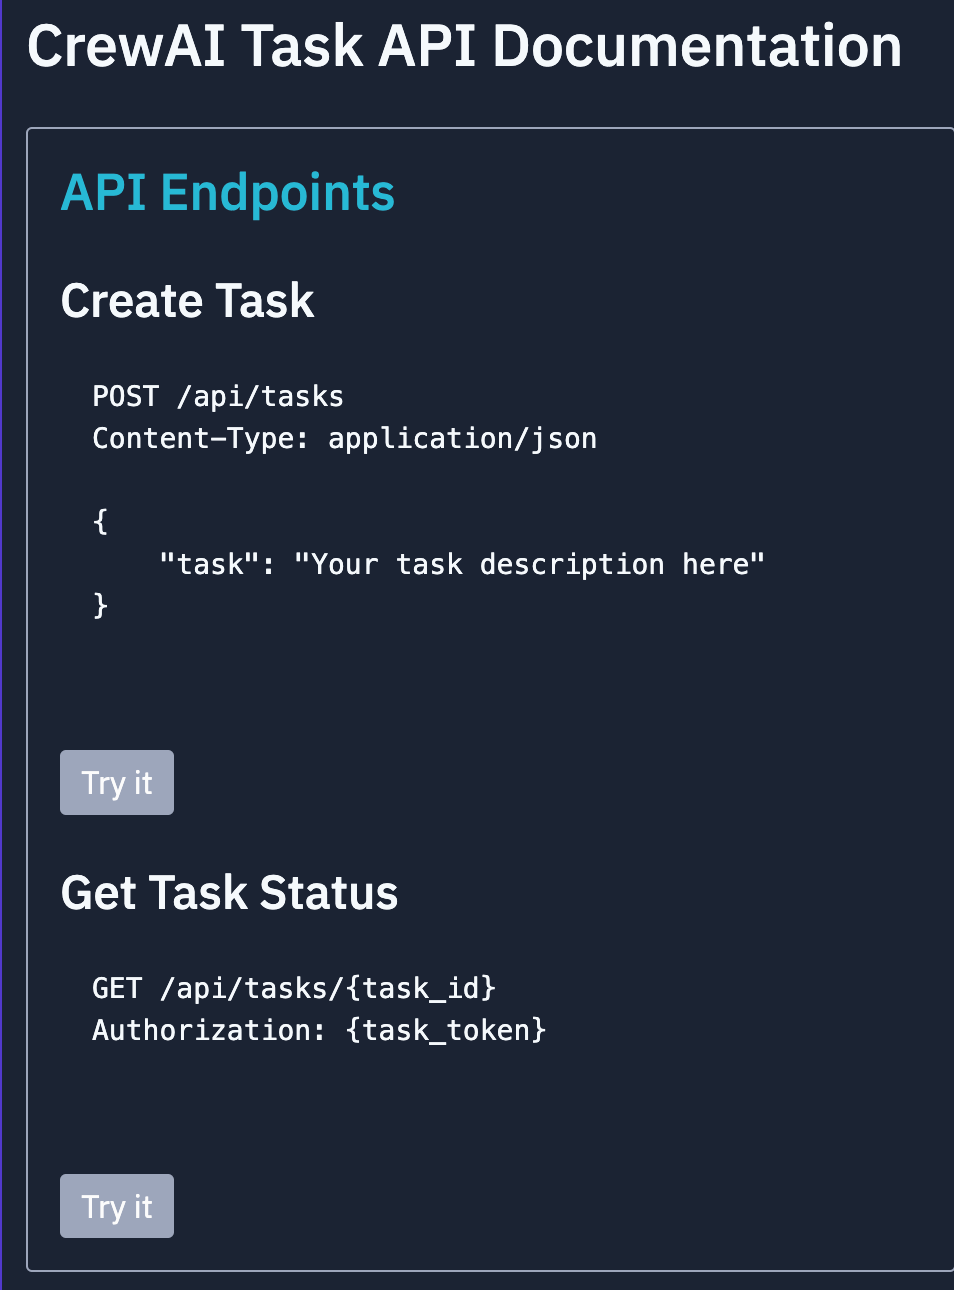 CrewAI Task API Documentation
API Endpoints
Create Task
POST /api/tasks
Content-Type: application/json
{
    "task": "Your task description here"
}
Try it
Get Task Status
GET /api/tasks/{task_id}
Authorization: {task_token}
Try it